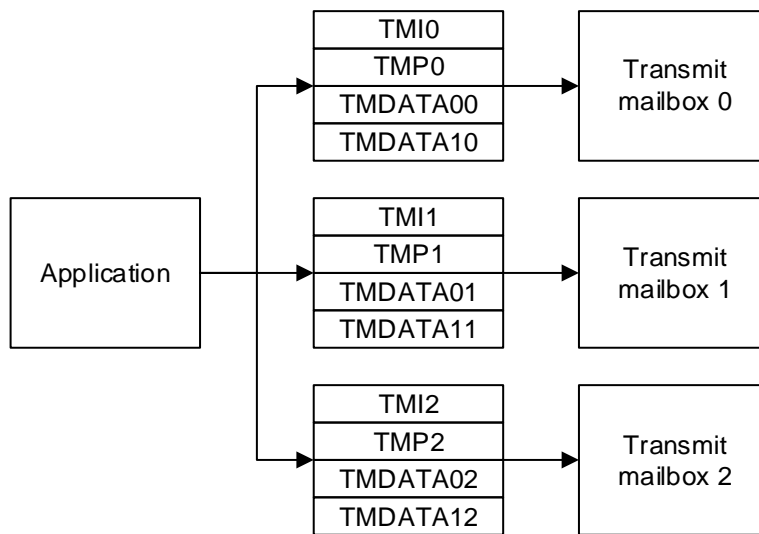 TMI0
TMP0
TMDATA00
TMDATA10
Transmit
mailbox 0
Application
TMI1
TMP1
TMDATA01
TMDATA11
Transmit
mailbox 1
TMI2
TMP2
TMDATA02
TMDATA12
Transmit
mailbox 2